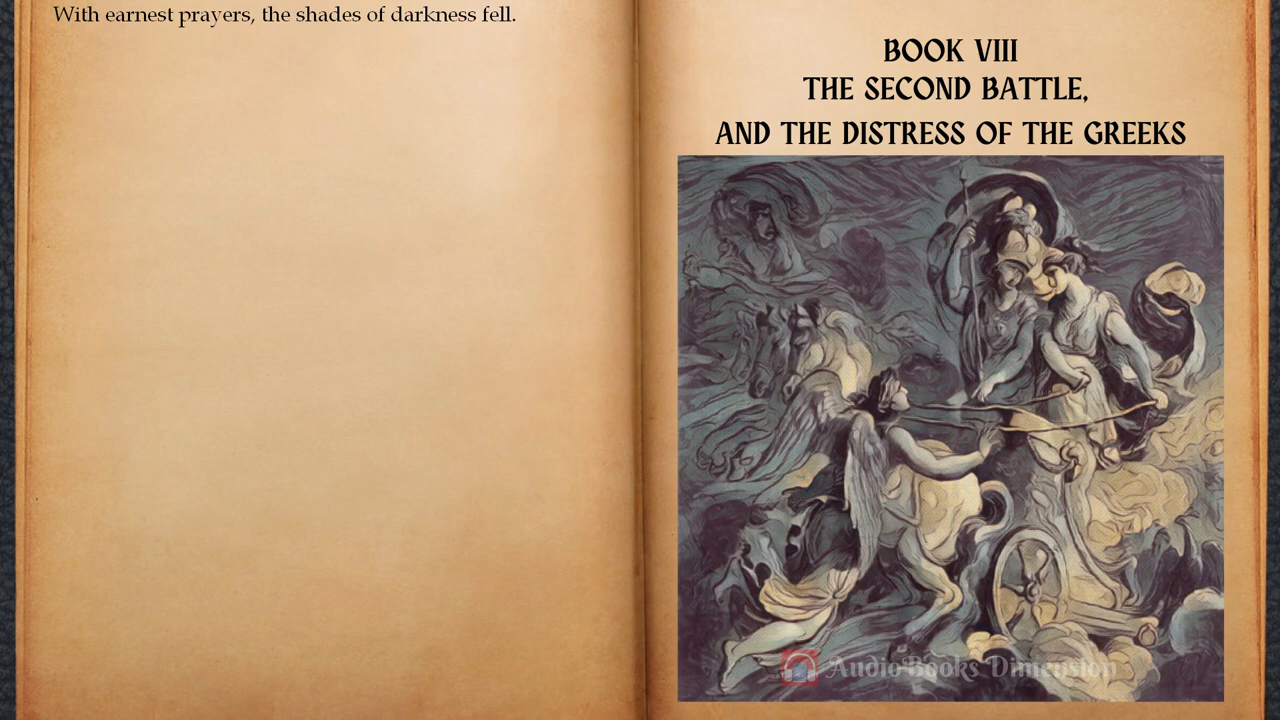 With earnest prayers, the shades of darkness fell.
BOOK VIII
THE SECOND BATTLE,
AND THE DISTRESS OF THE GREEKS
AudioBooks Dimension